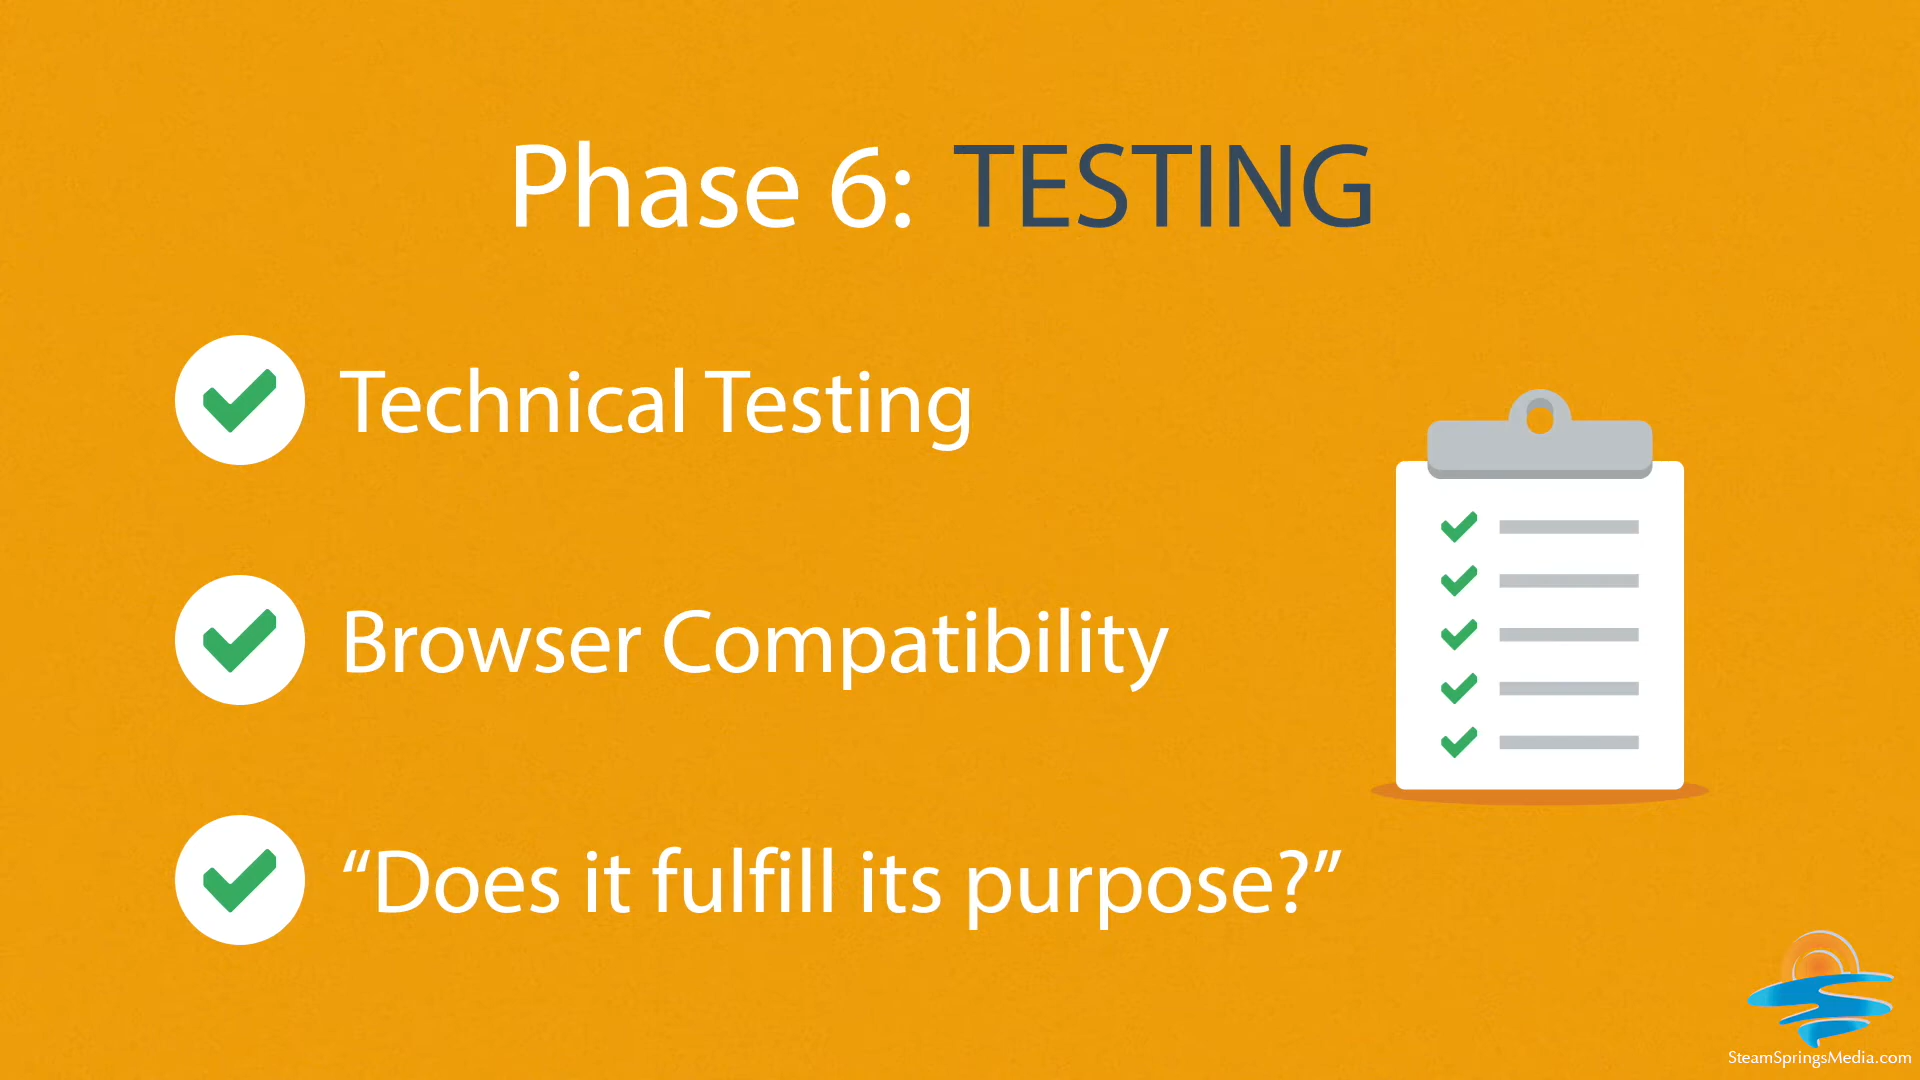 Phase 6: TESTING
Technical Testing
Browser Compatibility
“Does it fulfill its purpose?”
SteamSpringsMedia.com